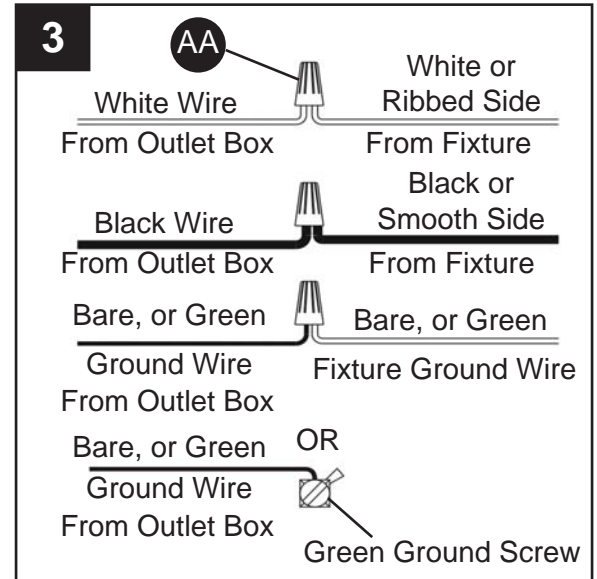 3
AA
White Wire
From Outlet Box
White or
Ribbed Side
From Fixture
Black Wire
From Outlet Box
Black or
Smooth Side
From Fixture
Bare, or Green
Ground Wire
From Outlet Box
Bare, or Green
Fixture Ground Wire
Bare, or Green
Ground Wire
From Outlet Box
OR
Green Ground Screw